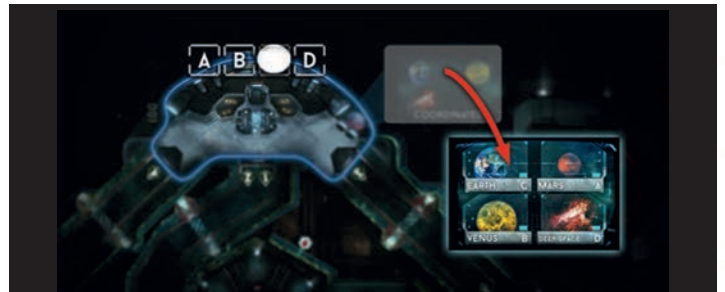 A B D
COORDINATES
EARTH C MARS A
VENUS B DEEP SPACE D